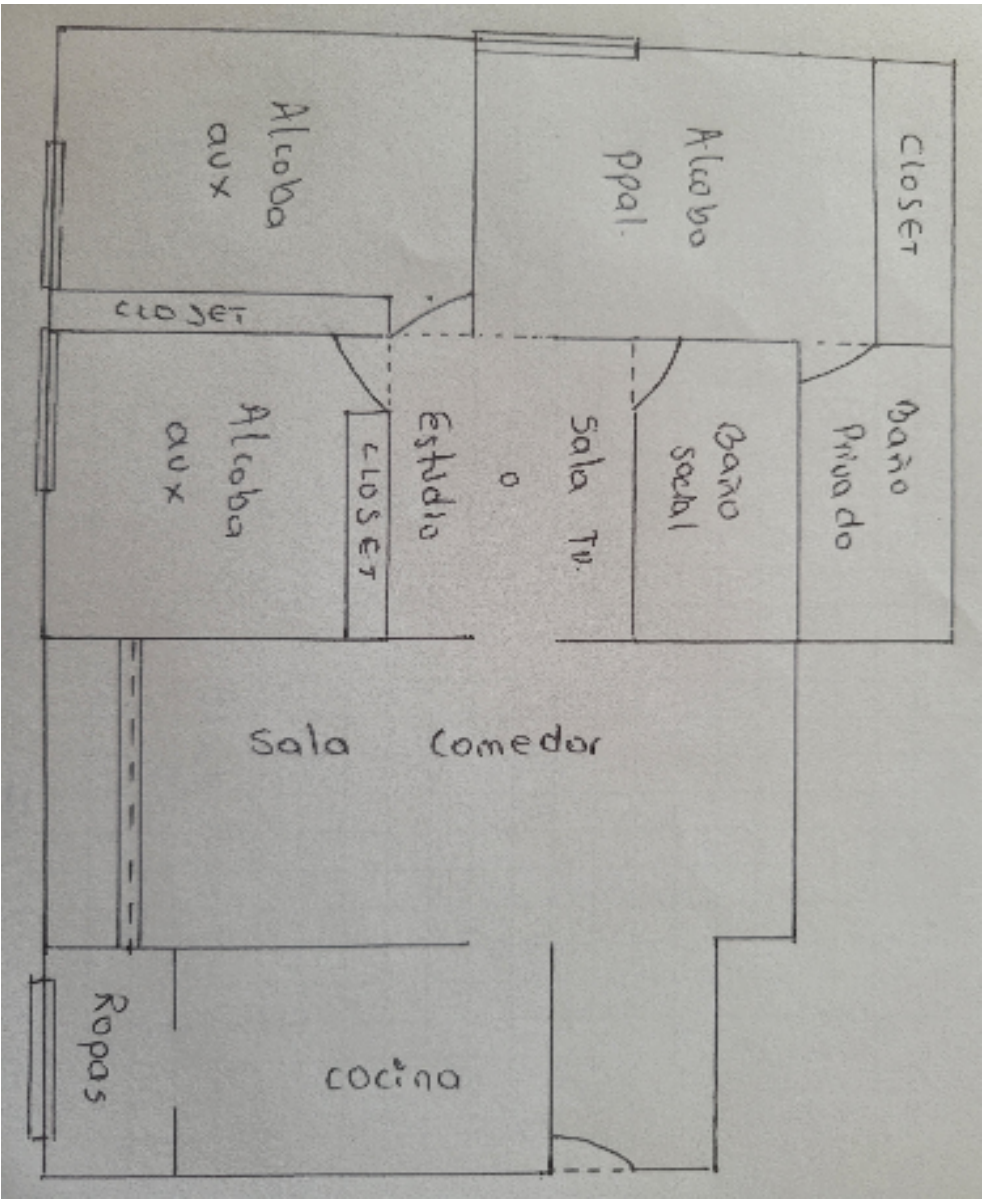 Alcoba
aux
Alcoba
ppal.
CLOSET
CLOSET
Alcoba
aux
CLOSET
Estudio
o
Sala Tv.
Baño
social
Baño
Privado
Sala Comedor
Ropas
cocina